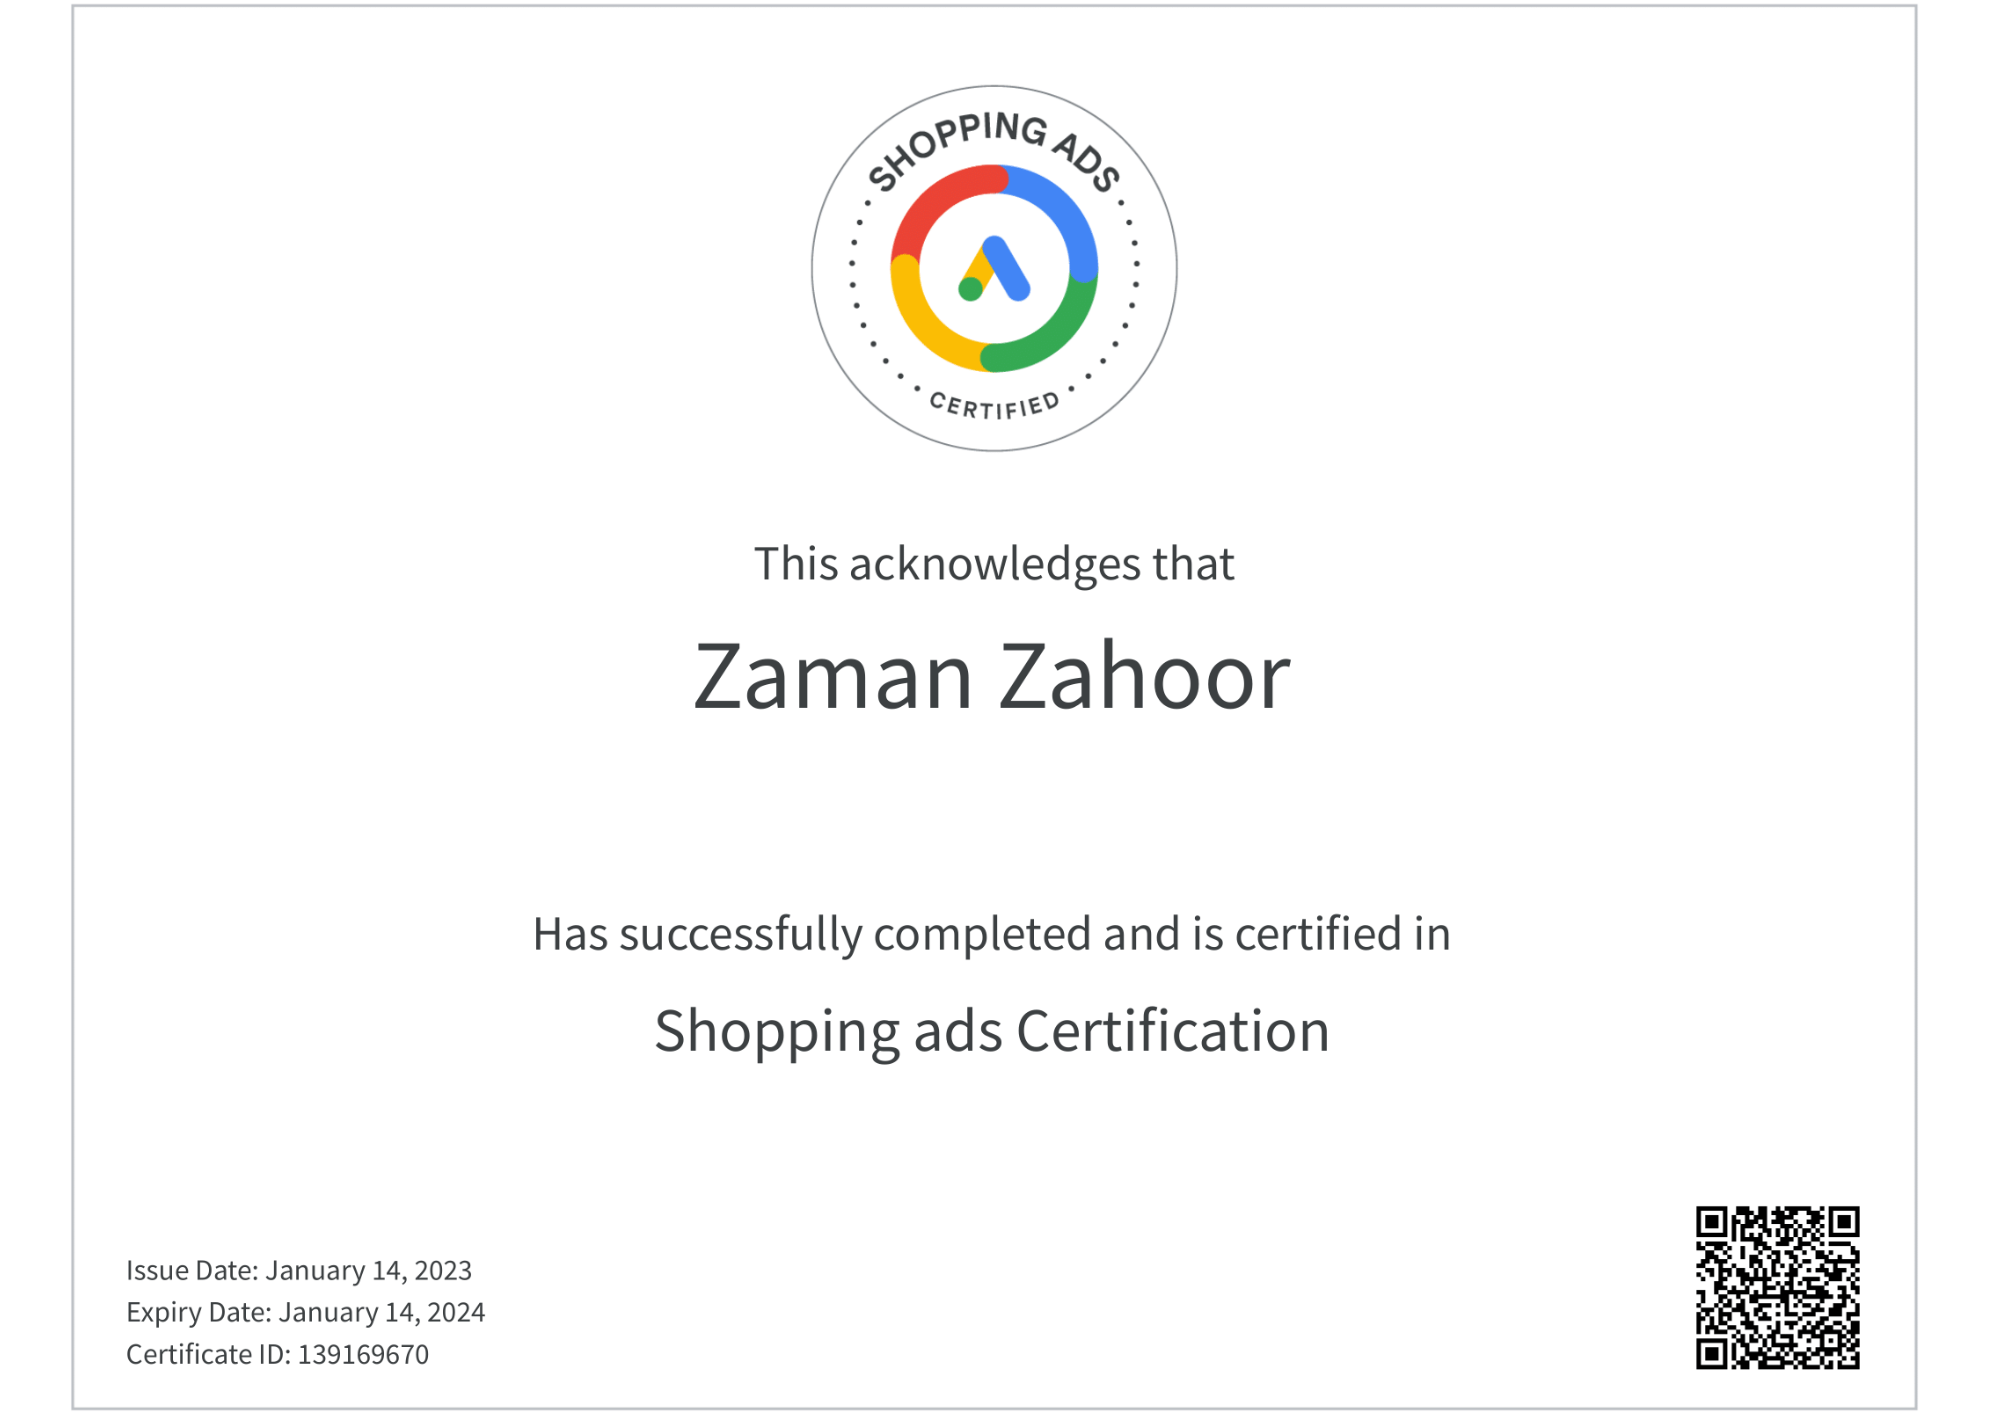 SHOPPING ADS
CERTIFIED
This acknowledges that
Zaman Zahoor
Has successfully completed and is certified in
Shopping ads Certification
Issue Date: January 14, 2023
Expiry Date: January 14, 2024
Certificate ID: 139169670